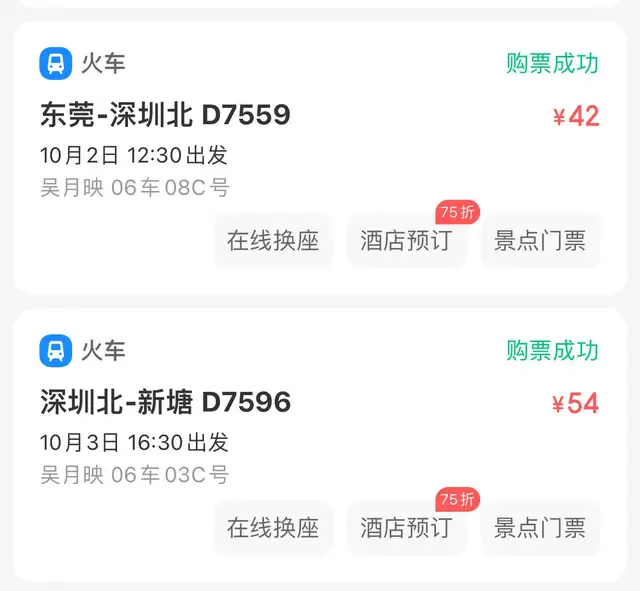 火车 购票成功
东莞-深圳北 D7559 ¥42
10月2日 12:30出发
吴月映 06车08C号
75折
在线换座 酒店预订 景点门票
火车 购票成功
深圳北-新塘 D7596 ¥54
10月3日 16:30出发
吴月映 06车03C号
75折
在线换座 酒店预订 景点门票